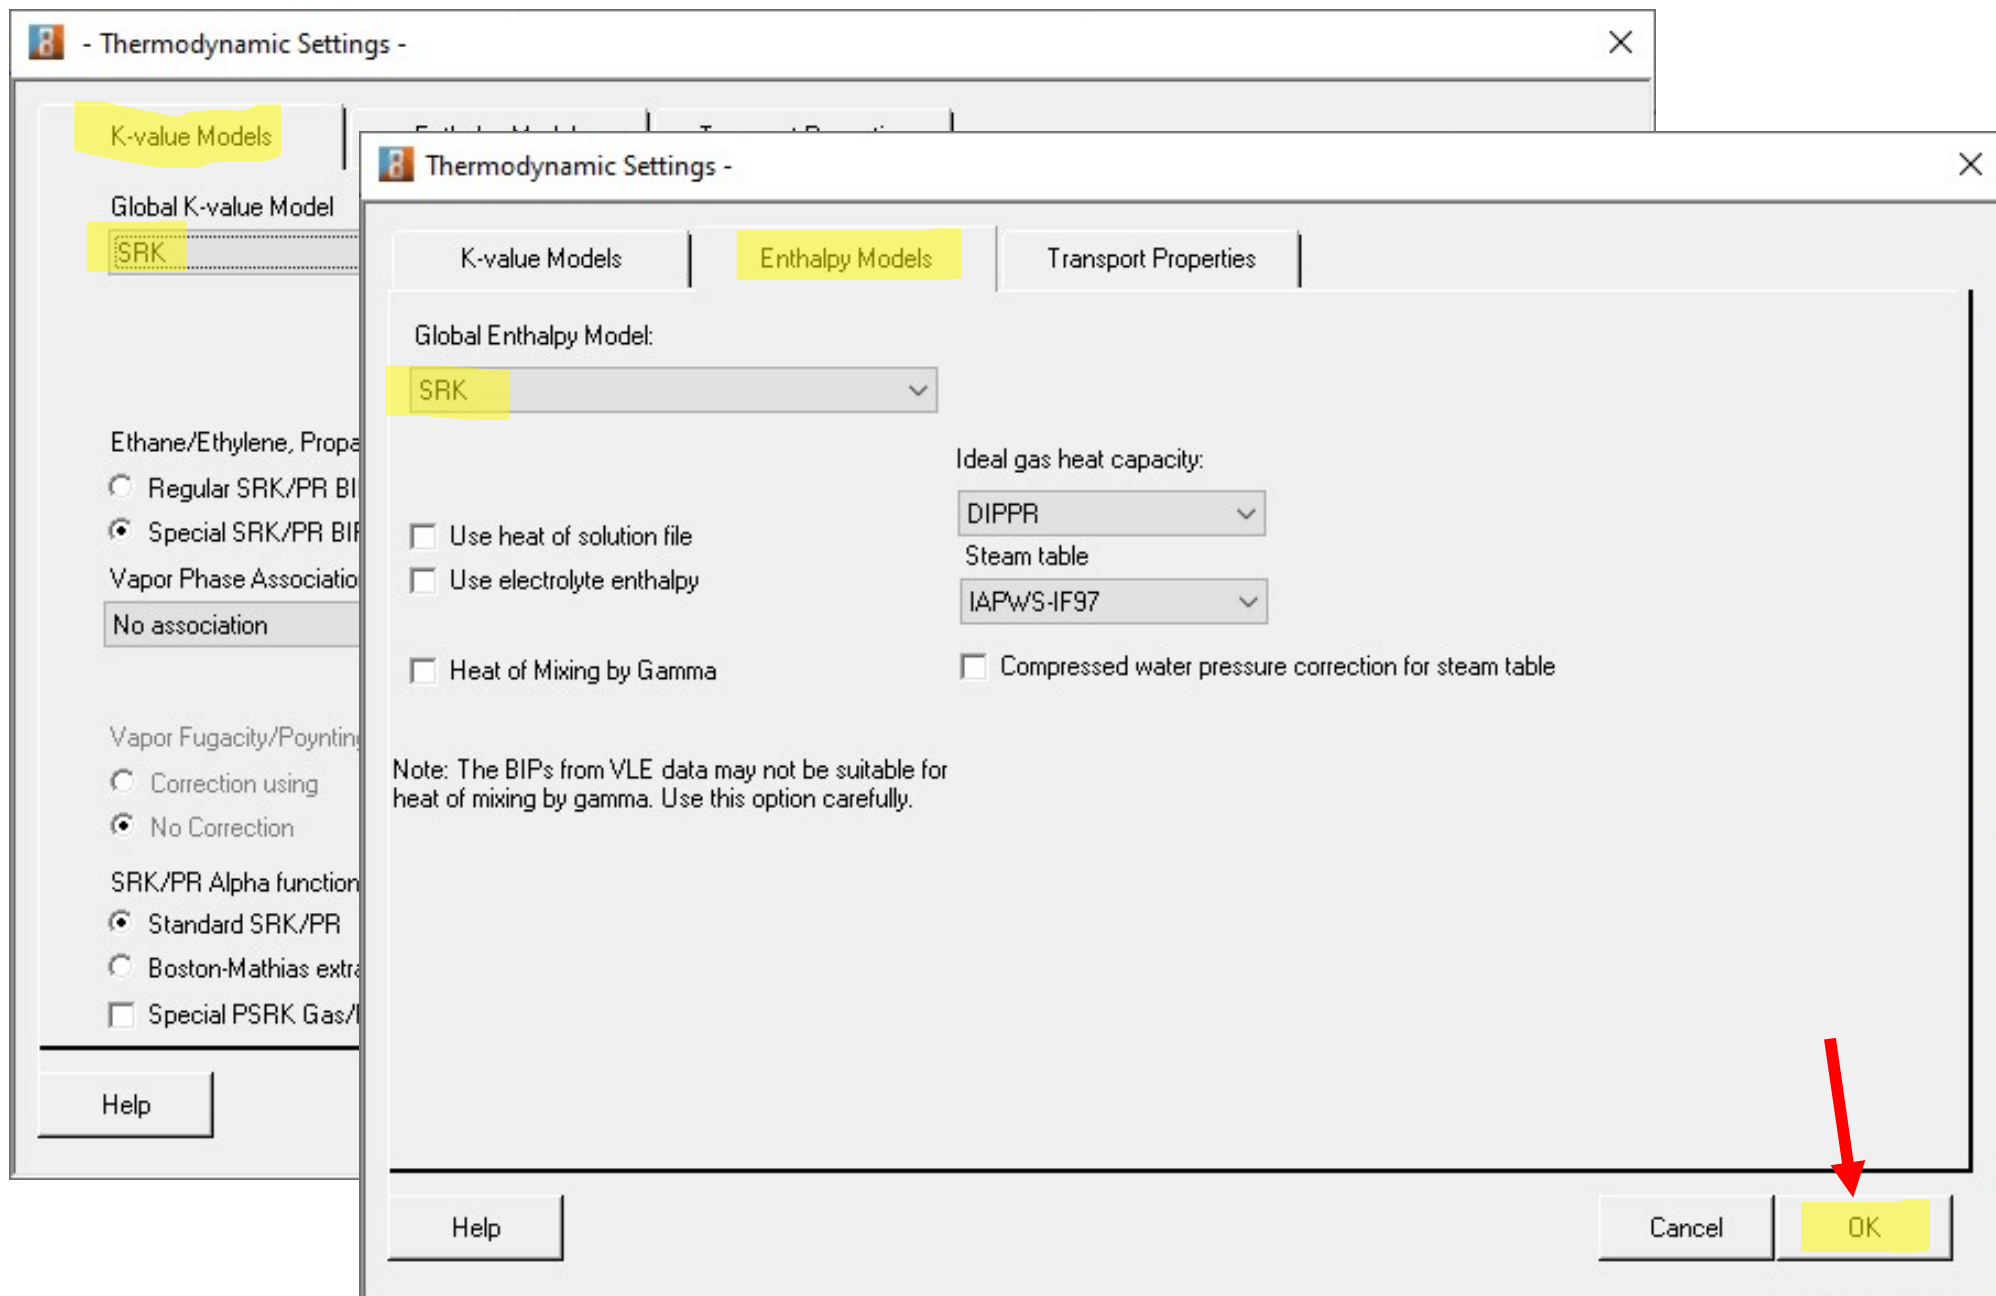 - Thermodynamic Settings -
K-value Models
Global K-value Model
SRK
Ethane/Ethylene, Propa
Regular SRK/PR BI
Special SRK/PR BIP
Vapor Phase Associatio
No association
Vapor Fugacity/Poynting
Correction using
No Correction
SRK/PR Alpha function
Standard SRK/PR
Boston-Mathias extra
Special PSRK Gas/
Help
Thermodynamic Settings -
K-value Models
Enthalpy Models
Transport Properties
Global Enthalpy Model:
SRK
Ideal gas heat capacity:
DIPPR
Use heat of solution file
Steam table
Use electrolyte enthalpy
IAPWS-IF97
Heat of Mixing by Gamma
Compressed water pressure correction for steam table
Note: The BIPs from VLE data may not be suitable for
heat of mixing by gamma. Use this option carefully.
Help
Cancel
OK